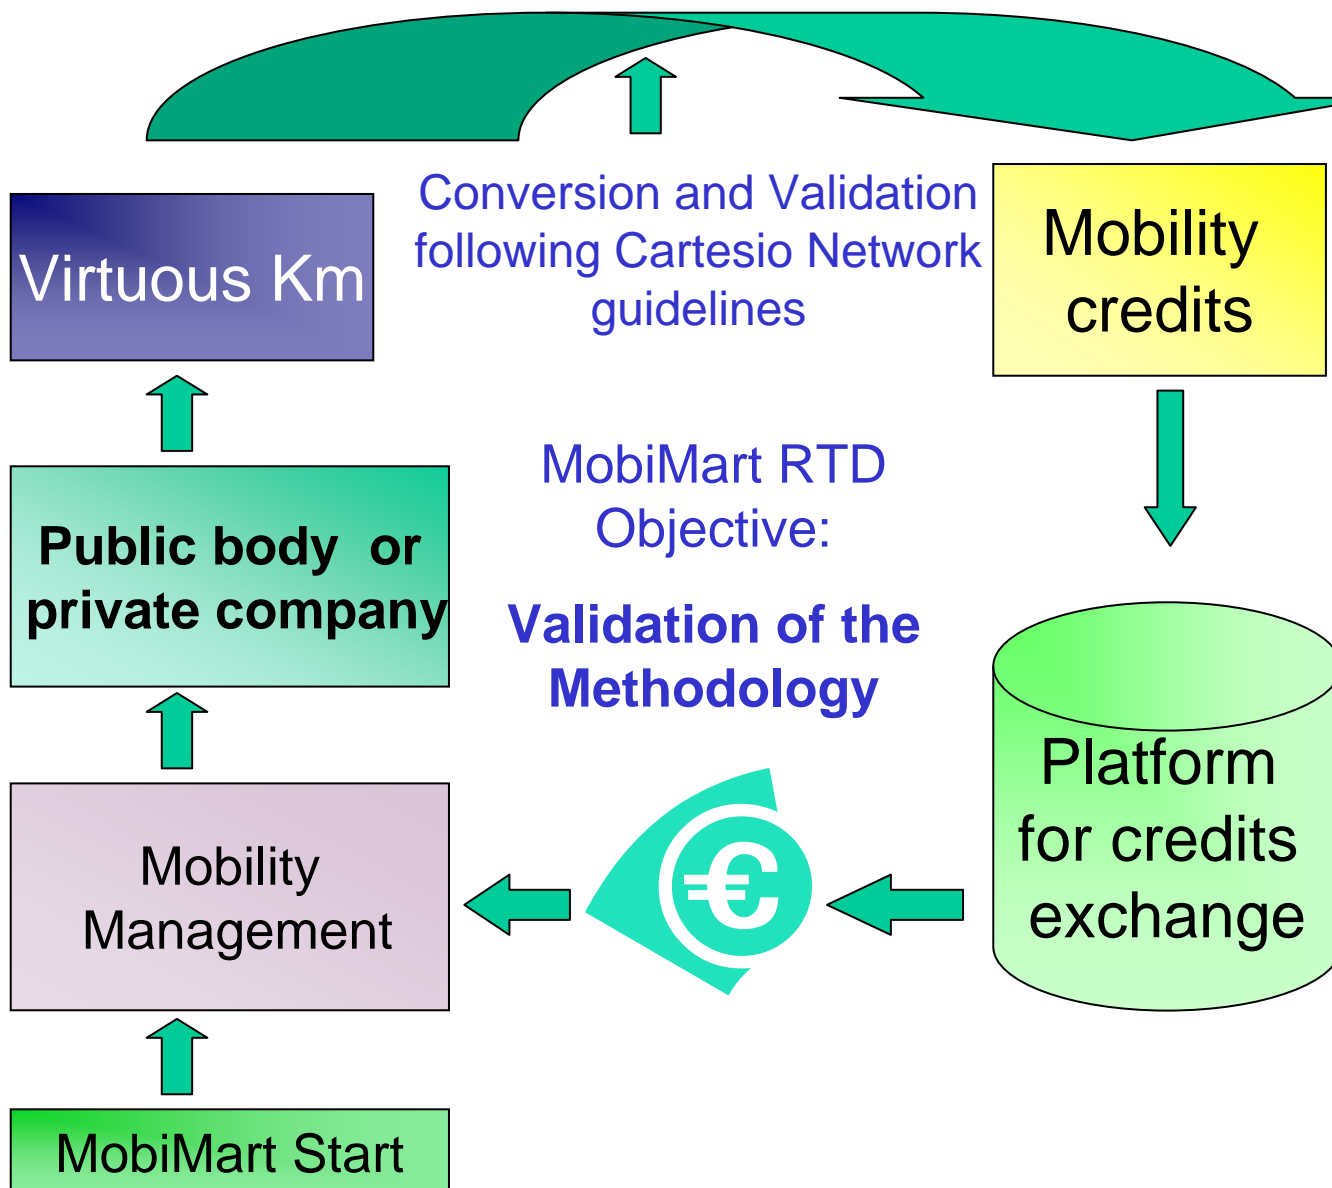 Conversion and Validation
following Cartesio Network
guidelines
Virtuous Km
Mobility
credits
MobiMart RTD
Objective:
Validation of the
Methodology
Public body or
private company
Platform
for credits
exchange
Mobility
Management
€
MobiMart Start